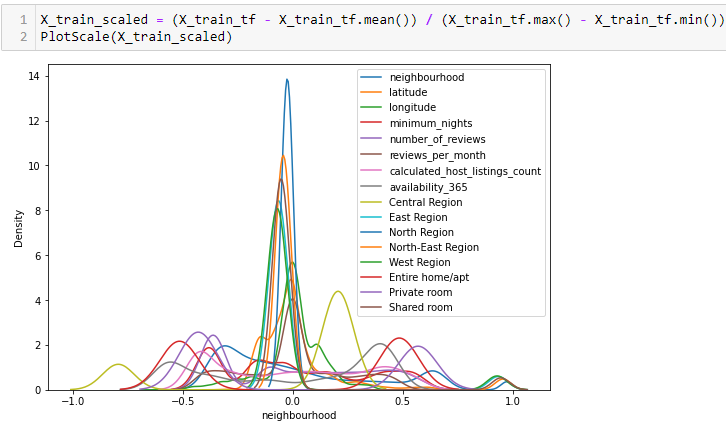 1 X_train_scaled = (X_train_tf - X_train_tf.mean()) / (X_train_tf.max() - X_train_tf.min())
2 PlotScale(X_train_scaled)
14
12
10
8
6
4
2
0
Density
neighbourhood
latitude
longitude
minimum_nights
number_of_reviews
reviews_per_month
calculated_host_listings_count
availability_365
Central Region
East Region
North Region
North-East Region
West Region
Entire home/apt
Private room
Shared room
−1.0 −0.5 0.0 0.5 1.0
neighbourhood